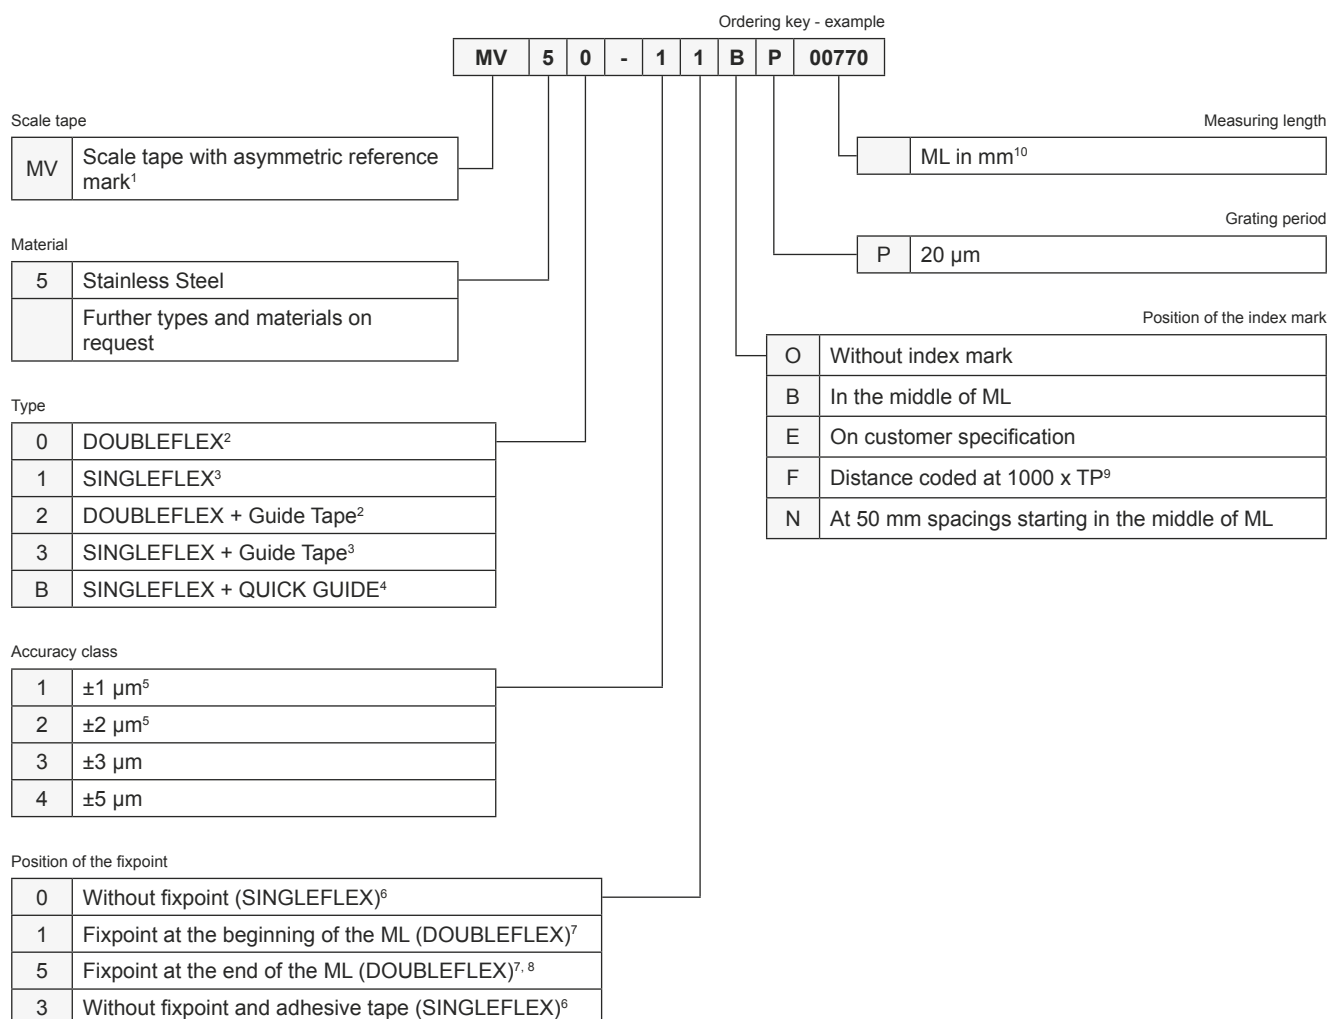 Ordering key - example
MV 5 0 - 1 1 B P 00770
Scale tape
MV Scale tape with asymmetric reference
mark¹
Material
5 Stainless Steel
Further types and materials on
request
Type
0 DOUBLEFLEX²
1 SINGLEFLEX³
2 DOUBLEFLEX + Guide Tape²
3 SINGLEFLEX + Guide Tape³
B SINGLEFLEX + QUICK GUIDE⁴
Accuracy class
1 ±1 µm⁵
2 ±2 µm⁵
3 ±3 µm
4 ±5 µm
Position of the fixpoint
0 Without fixpoint (SINGLEFLEX)⁶
1 Fixpoint at the beginning of the ML (DOUBLEFLEX)⁷
5 Fixpoint at the end of the ML (DOUBLEFLEX)⁷˒ ⁸
3 Without fixpoint and adhesive tape (SINGLEFLEX)⁶
Measuring length
ML in mm¹⁰
Grating period
P 20 µm
Position of the index mark
O Without index mark
B In the middle of ML
E On customer specification
F Distance coded at 1000 x TP⁹
N At 50 mm spacings starting in the middle of ML